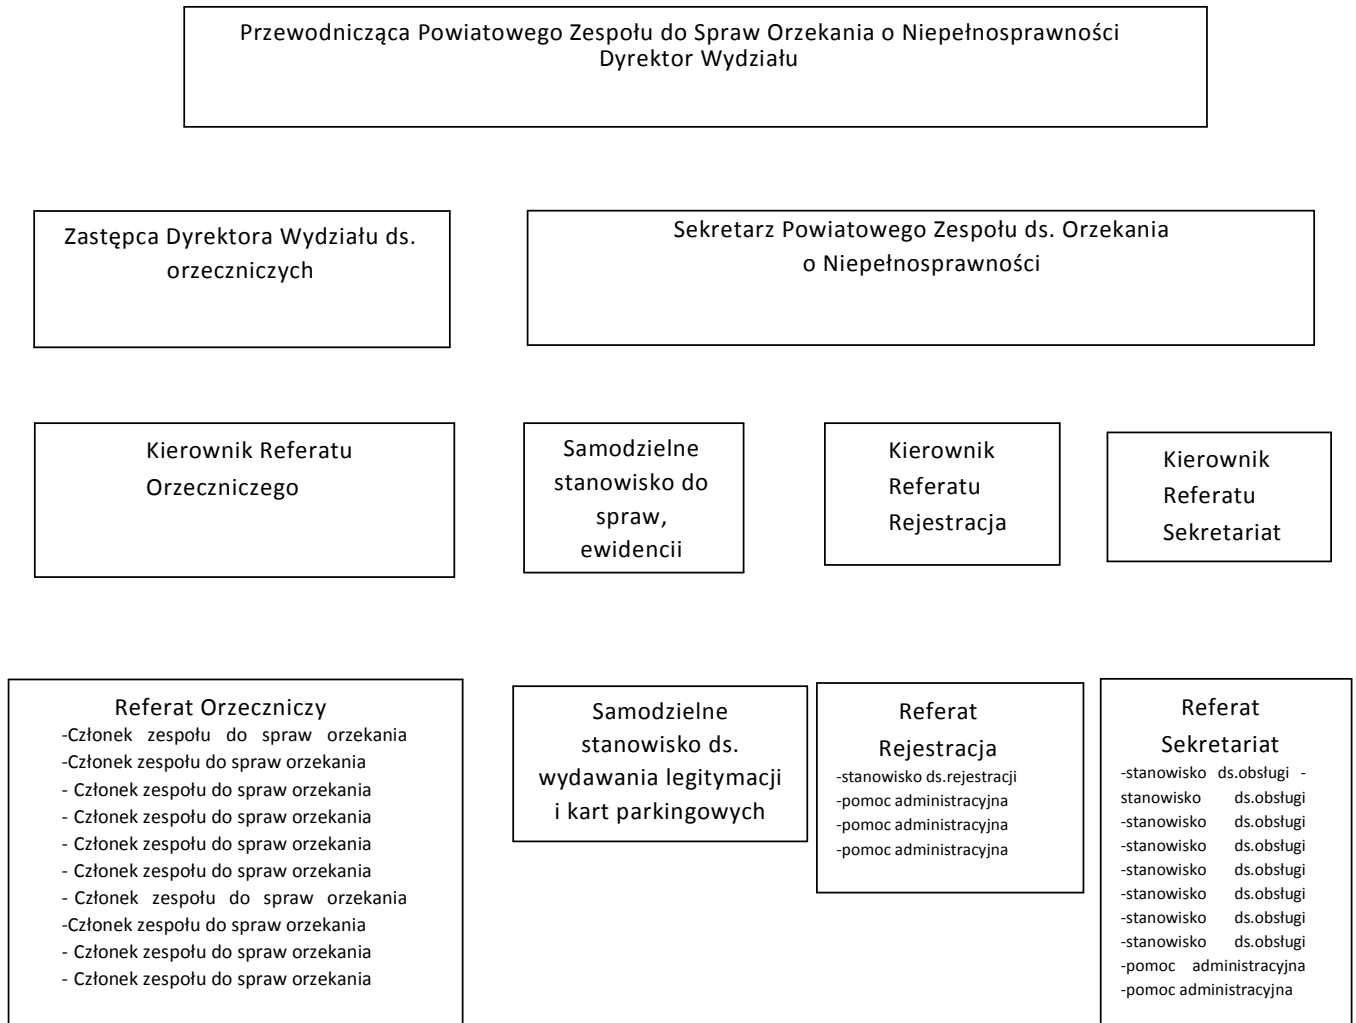 Przewodnicząca Powiatowego Zespołu do Spraw Orzekania o Niepełnosprawności
Dyrektor Wydziału
Zastępca Dyrektora Wydziału ds.
orzeczniczych
Sekretarz Powiatowego Zespołu ds. Orzekania
o Niepełnosprawności
Kierownik Referatu
Orzeczniczego
Samodzielne
stanowisko do
spraw,
ewidencii
Kierownik
Referatu
Rejestracja
Kierownik
Referatu
Sekretariat
Referat Orzeczniczy
-Członek zespołu do spraw orzekania
-Członek zespołu do spraw orzekania
- Członek zespołu do spraw orzekania
- Członek zespołu do spraw orzekania
- Członek zespołu do spraw orzekania
- Członek zespołu do spraw orzekania
- Członek zespołu do spraw orzekania
-Członek zespołu do spraw orzekania
- Członek zespołu do spraw orzekania
- Członek zespołu do spraw orzekania
Samodzielne
stanowisko ds.
wydawania legitymacji
i kart parkingowych
Referat
Rejestracja
-stanowisko ds.rejestracji
-pomoc administracyjna
-pomoc administracyjna
-pomoc administracyjna
Referat
Sekretariat
-stanowisko ds.obsługi -
stanowisko ds.obsługi
-stanowisko ds.obsługi
-stanowisko ds.obsługi
-stanowisko ds.obsługi
-stanowisko ds.obsługi
-stanowisko ds.obsługi
-stanowisko ds.obsługi
-pomoc administracyjna
-pomoc administracyjna